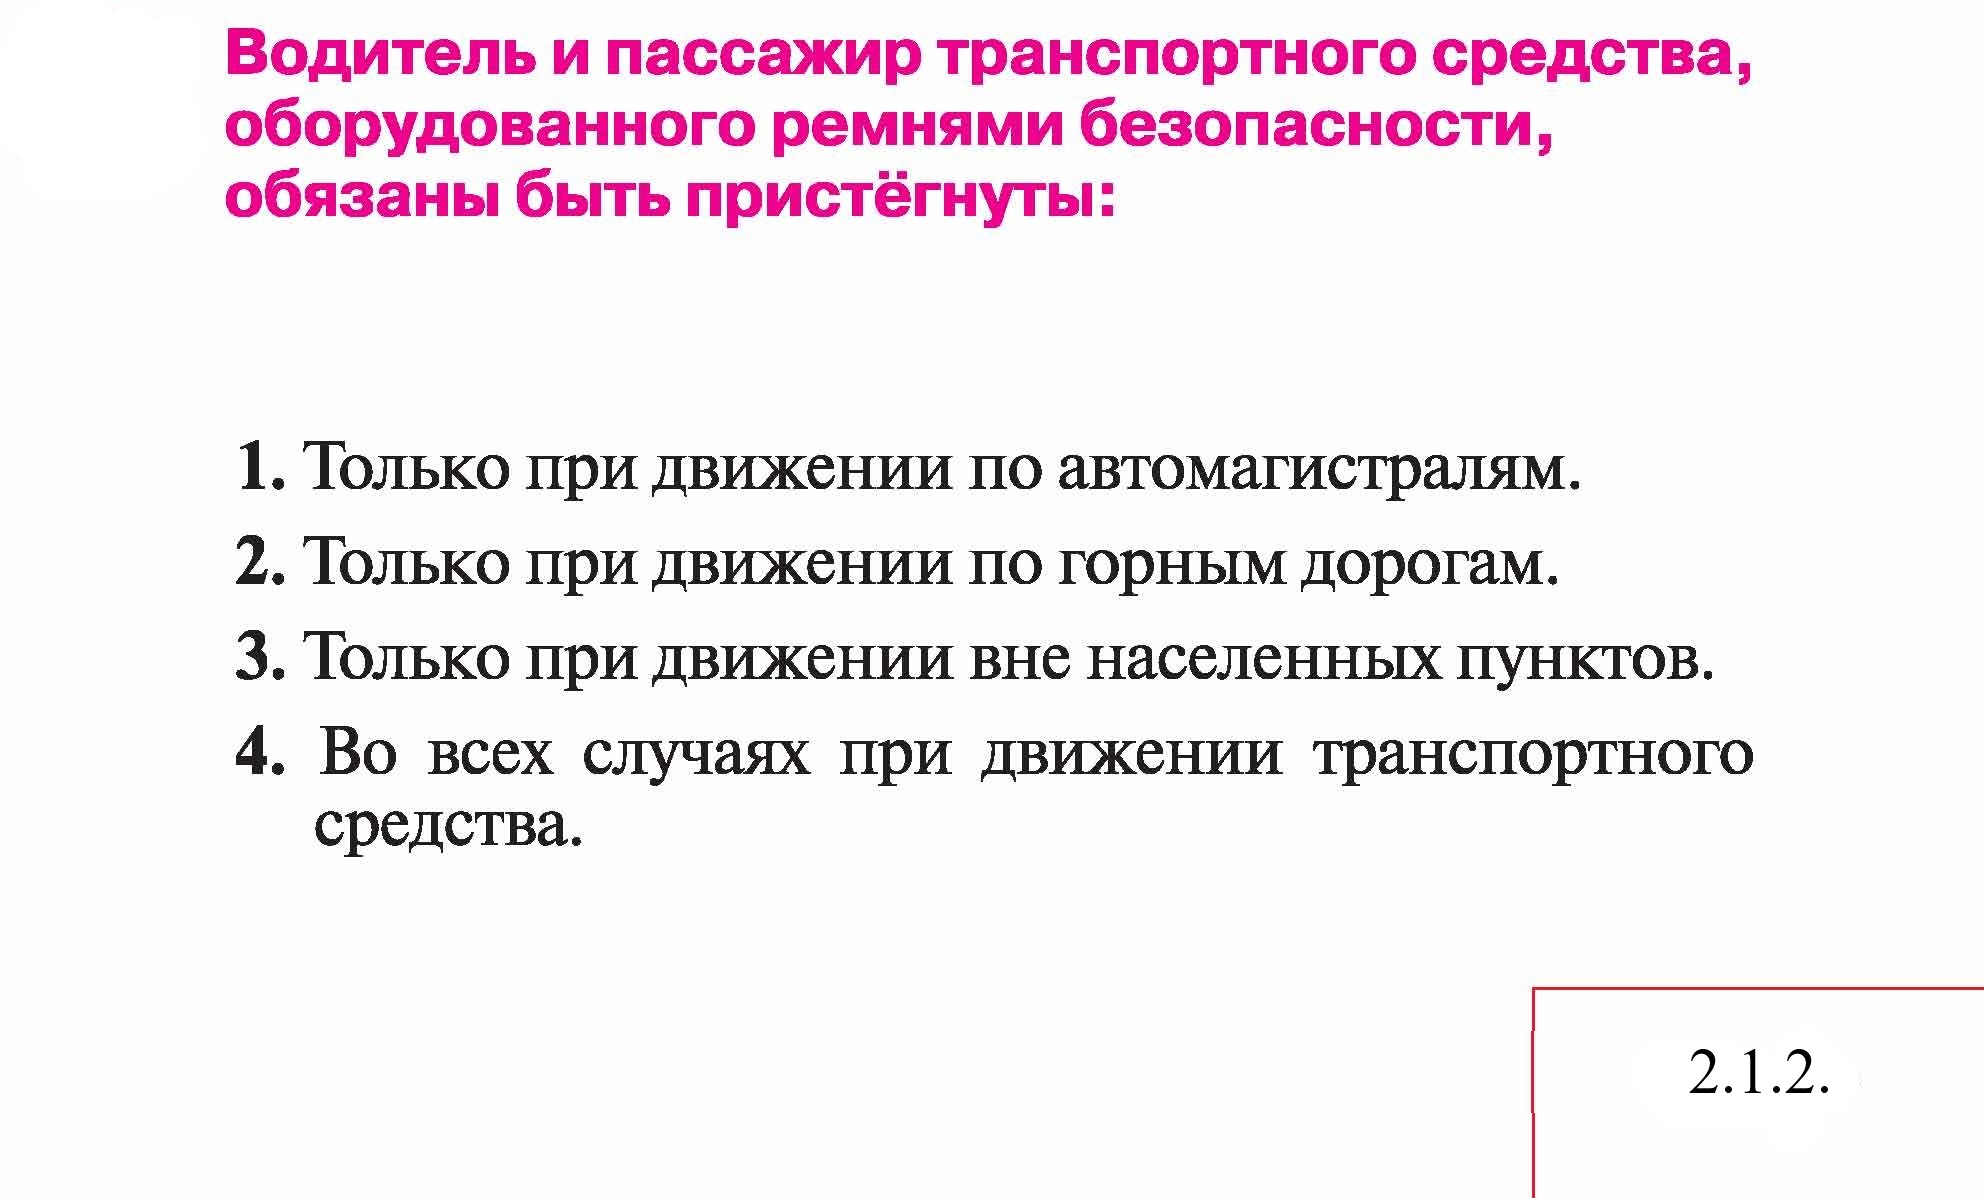 Водитель и пассажир транспортного средства,
оборудованного ремнями безопасности,
обязаны быть пристёгнуты:
1. Только при движении по автомагистралям.
2. Только при движении по горным дорогам.
3. Только при движении вне населенных пунктов.
4. Во всех случаях при движении транспортного
средства.
2.1.2.